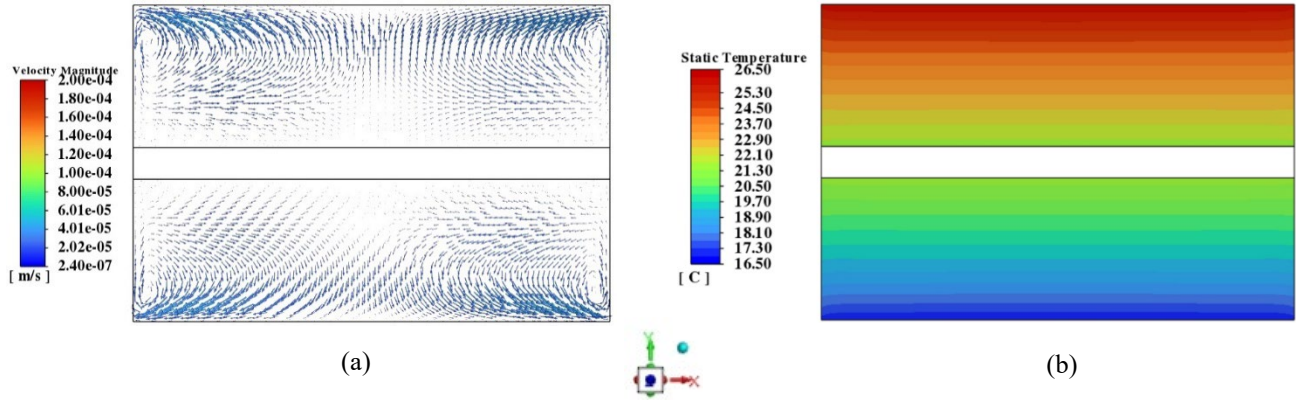 Velocity Magnitude
2.00e-04
1.80e-04
1.60e-04
1.40e-04
1.20e-04
1.00e-04
8.00e-05
6.01e-05
4.01e-05
2.02e-05
2.40e-07
[ m/s ]
(a)
Y
X
Static Temperature
26.50
25.30
24.50
23.70
22.90
22.10
21.30
20.50
19.70
18.90
18.10
17.30
16.50
[ C ]
(b)